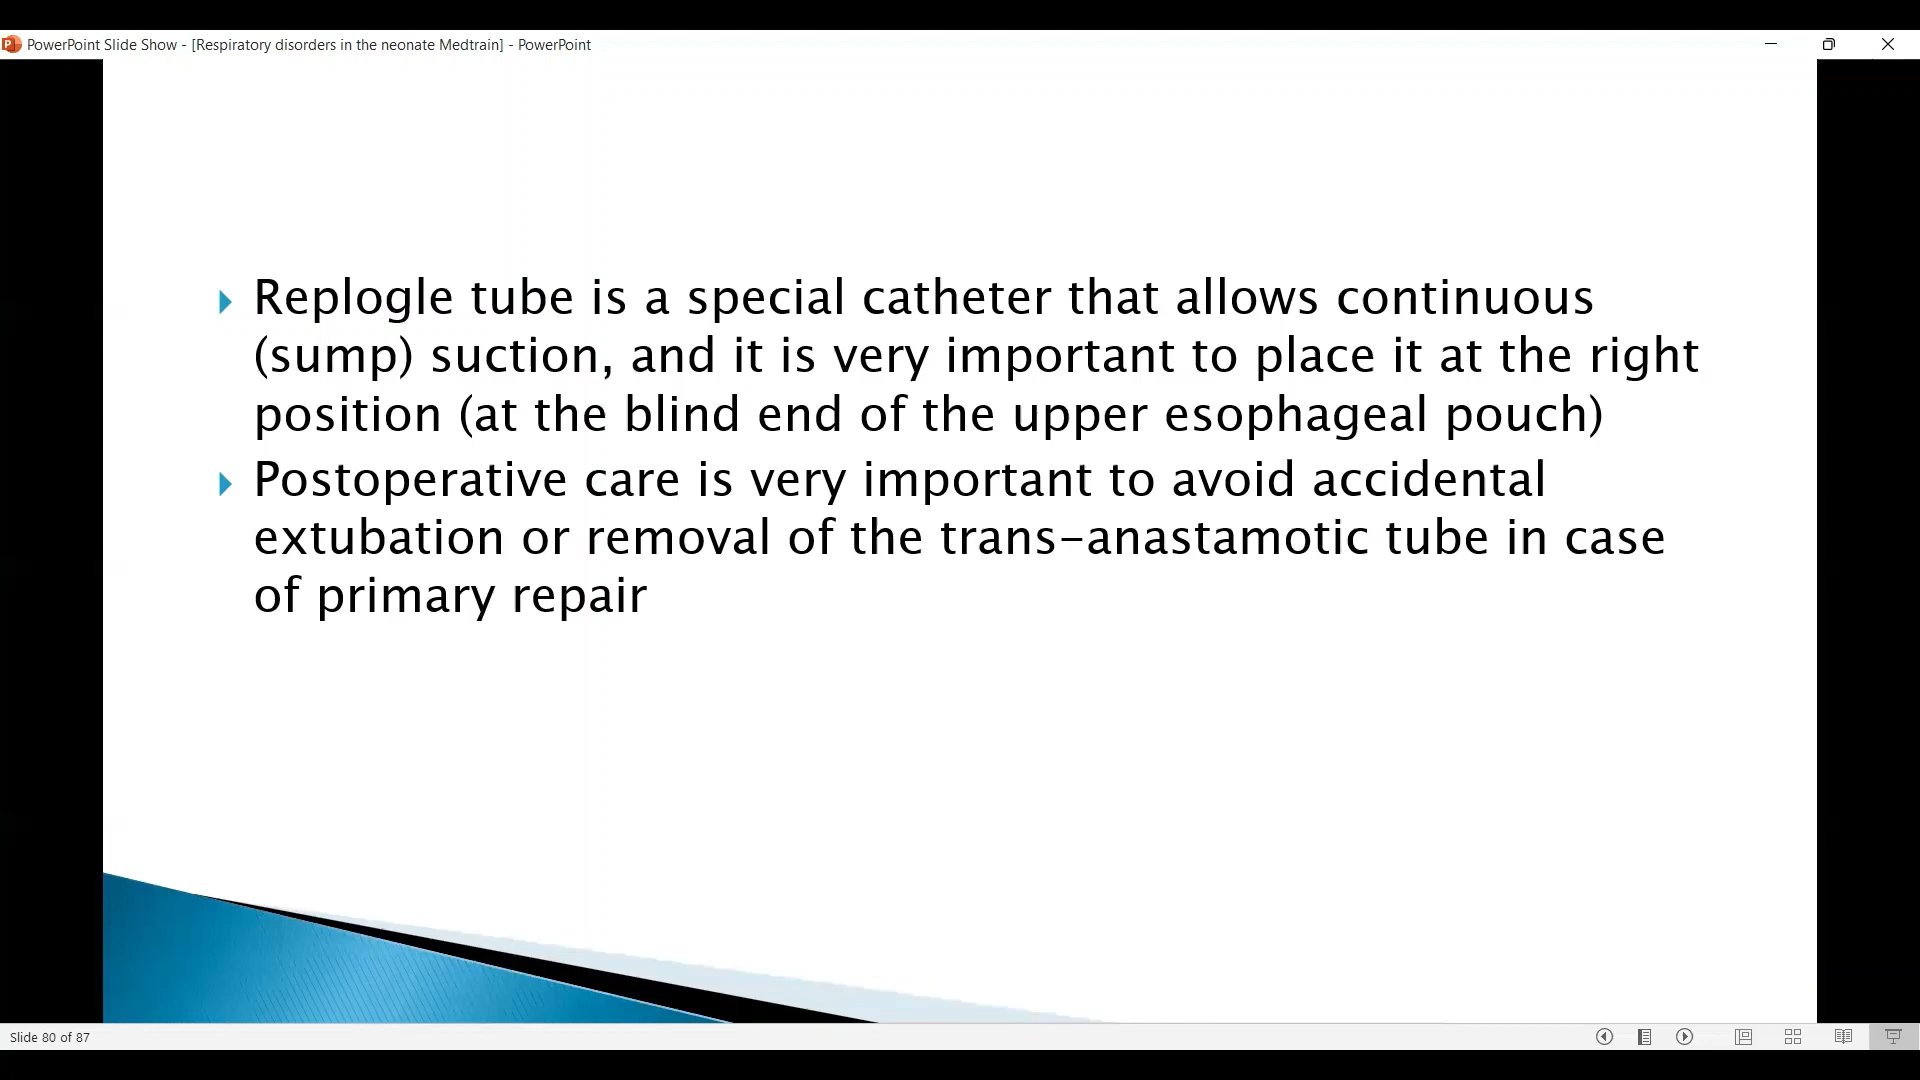 PowerPoint Slide Show - [Respiratory disorders in the neonate Medtrain] - PowerPoint
Replogle tube is a special catheter that allows continuous
(sump) suction, and it is very important to place it at the right
position (at the blind end of the upper esophageal pouch)
Postoperative care is very important to avoid accidental
extubation or removal of the trans-anastamotic tube in case
of primary repair
Slide 80 of 87